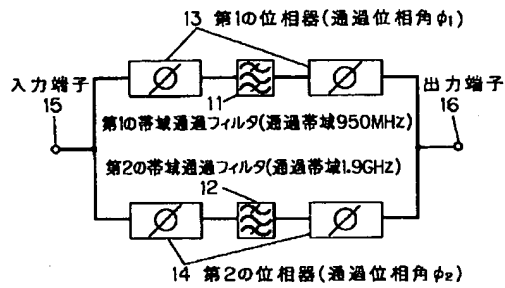 13 第1の位相器(通過位相角φ1)
入力端子
15
出力端子
16
11
第1の帯域通過フィルタ(通過帯域950MHz)
第2の帯域通過フィルタ(通過帯域1.9GHz)
12
14 第2の位相器(通過位相角φ2)